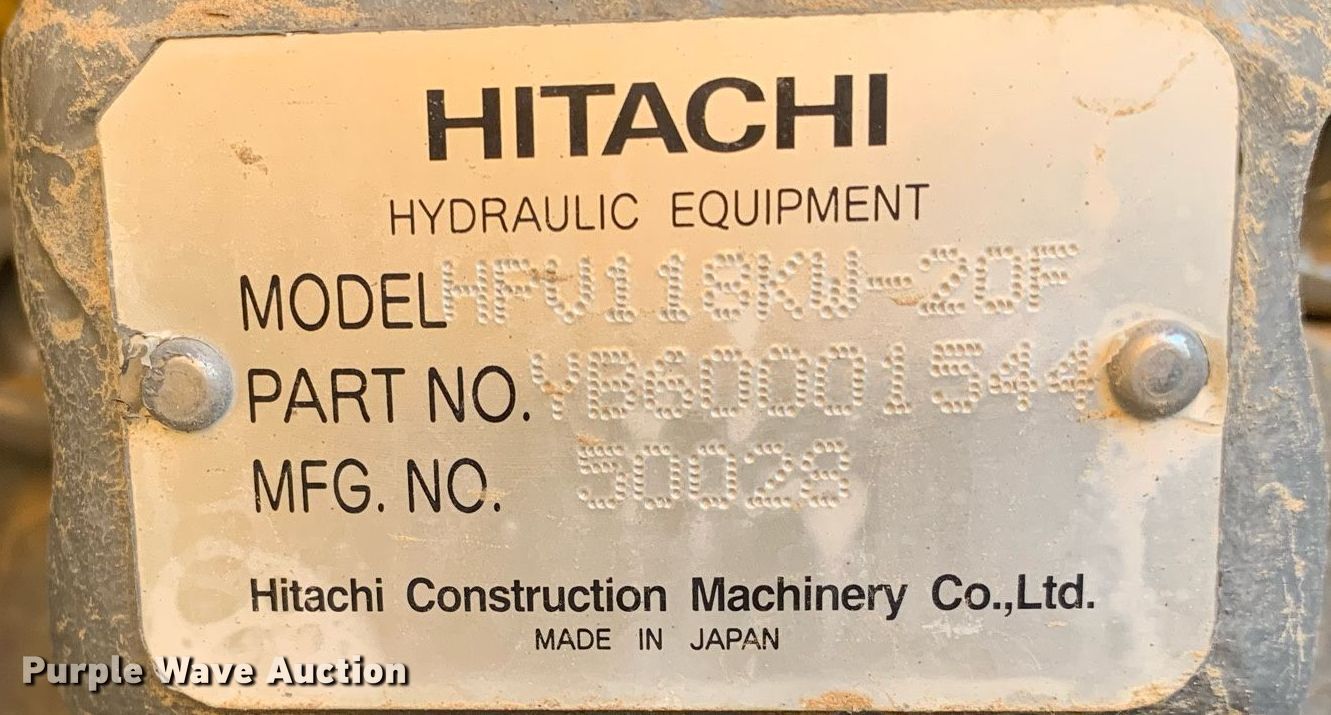 HITACHI
HYDRAULIC EQUIPMENT
MODEL HPV118KW-20F
PART NO. YB60001544
MFG. NO. 50028
Hitachi Construction Machinery Co.,Ltd.
MADE IN JAPAN
Purple Wave Auction